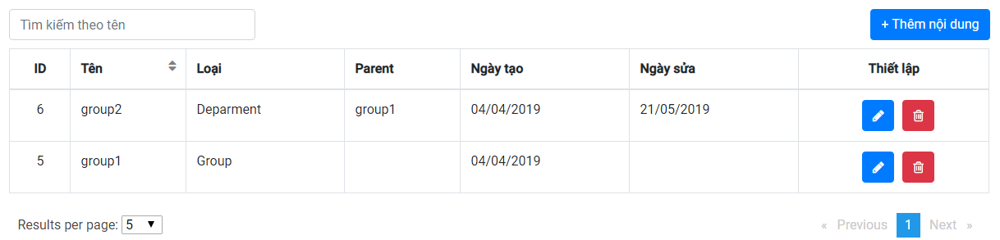 Tìm kiếm theo tên + Thêm nội dung
ID Tên Loại Parent Ngày tạo Ngày sửa Thiết lập
6 group2 Deparment group1 04/04/2019 21/05/2019
5 group1 Group 04/04/2019
Results per page: 5 « Previous 1 Next »